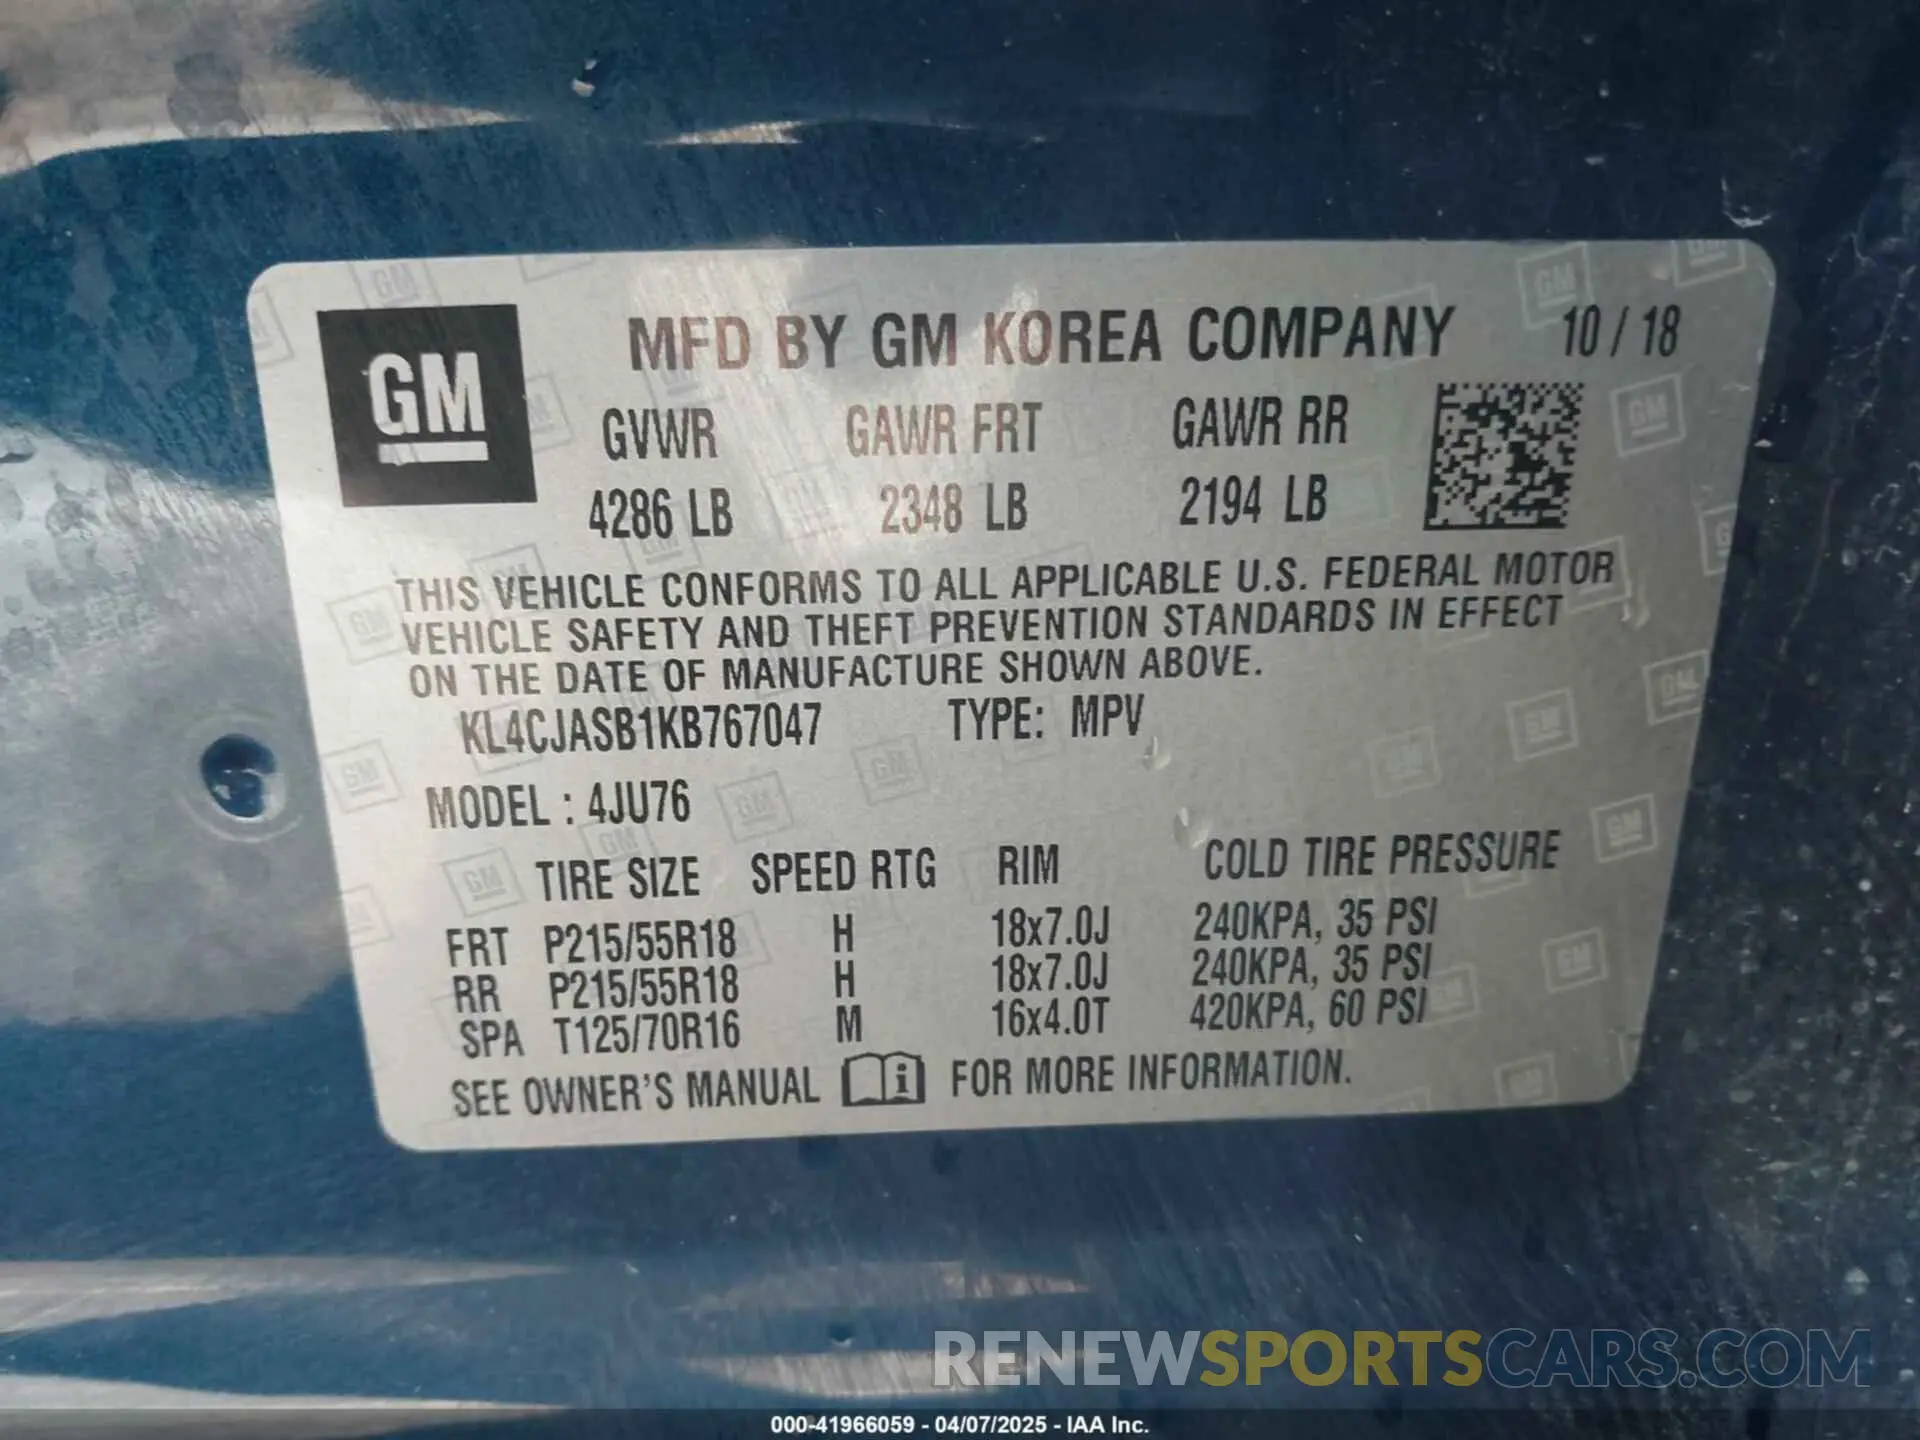 GM
MFD BY GM KOREA COMPANY 10 / 18
GVWR GAWR FRT GAWR RR
4286 LB 2348 LB 2194 LB
THIS VEHICLE CONFORMS TO ALL APPLICABLE U.S. FEDERAL MOTOR
VEHICLE SAFETY AND THEFT PREVENTION STANDARDS IN EFFECT
ON THE DATE OF MANUFACTURE SHOWN ABOVE.
KL4CJASB1KB767047 TYPE: MPV
MODEL : 4JU76
TIRE SIZE SPEED RTG RIM COLD TIRE PRESSURE
FRT P215/55R18 H 18x7.0J 240KPA, 35 PSI
RR P215/55R18 H 18x7.0J 240KPA, 35 PSI
SPA T125/70R16 M 16x4.0T 420KPA, 60 PSI
SEE OWNER'S MANUAL i FOR MORE INFORMATION.
RENEWSPORTSCARS.COM
000-41966059 - 04/07/2025 - IAA Inc.